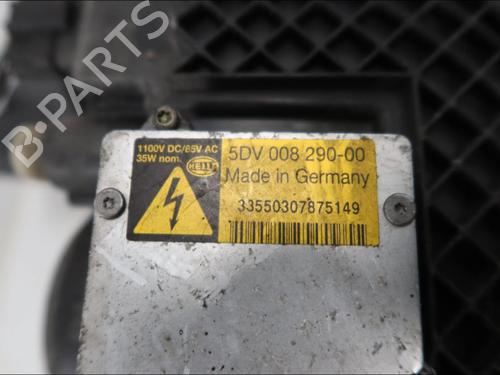 B-PARTS
1100V DC/85V AC
35W nom.
HELLA
5DV 008 290-00
Made in Germany
33550307875149